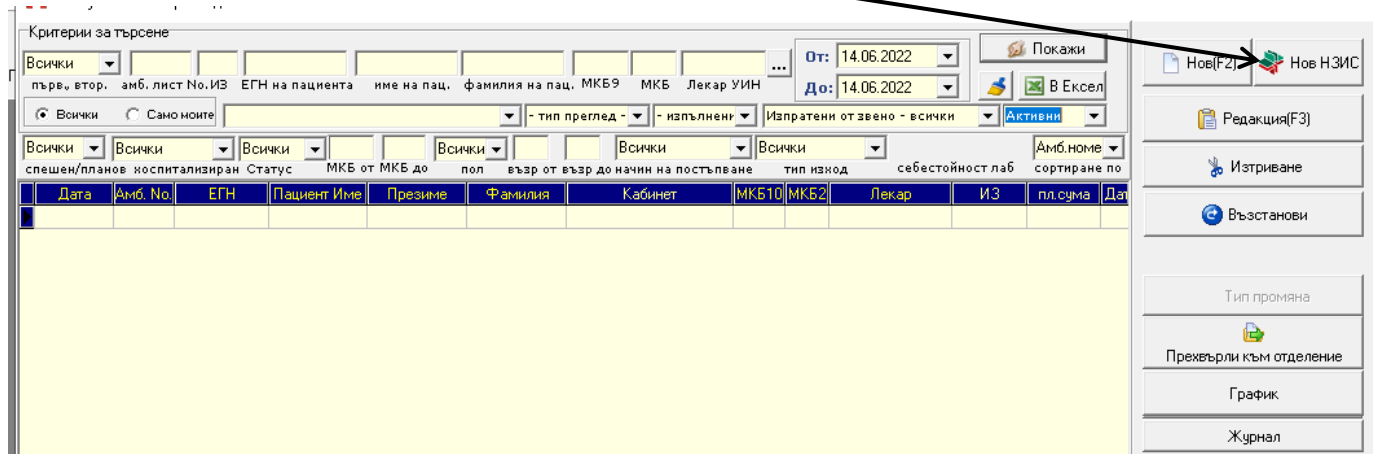 Критерии за търсене
Всички
първ., втор. амб. лист No.ИЗ ЕГН на пациента име на пац. фамилия на пац. МКБ9 МКБ Лекар УИН
...
От: 14.06.2022
До: 14.06.2022
Покажи
В Ексел
Всички Само моите - тип преглед - - изпълнени Изпратени от звено - всички Активни
Всички Всички Всички Всички Всички Всички Амб.номе
спешен/планов хоспитализиран Статус МКБ от МКБ до пол възр от възр до начин на постъпване тип изход себестойност лаб сортиране по
Дата Амб. No. ЕГН Пациент Име Презиме Фамилия Кабинет МКБ10 МКБ2 Лекар ИЗ пл.сума Дат
Нов(F2) Нов НЗИС
Редакция(F3)
Изтриване
Възстанови
Тип промяна
Прехвърли към отделение
График
Журнал